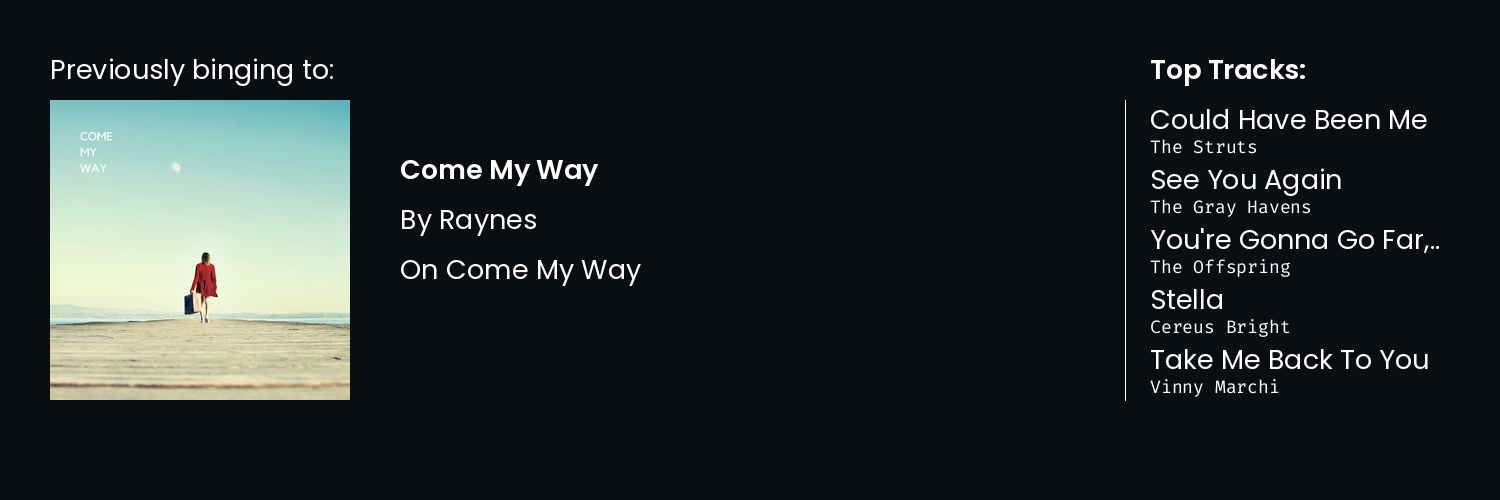 Previously binging to:
COME
MY
WAY
Come My Way
By Raynes
On Come My Way
Top Tracks:
Could Have Been Me
The Struts
See You Again
The Gray Havens
You're Gonna Go Far,..
The Offspring
Stella
Cereus Bright
Take Me Back To You
Vinny Marchi